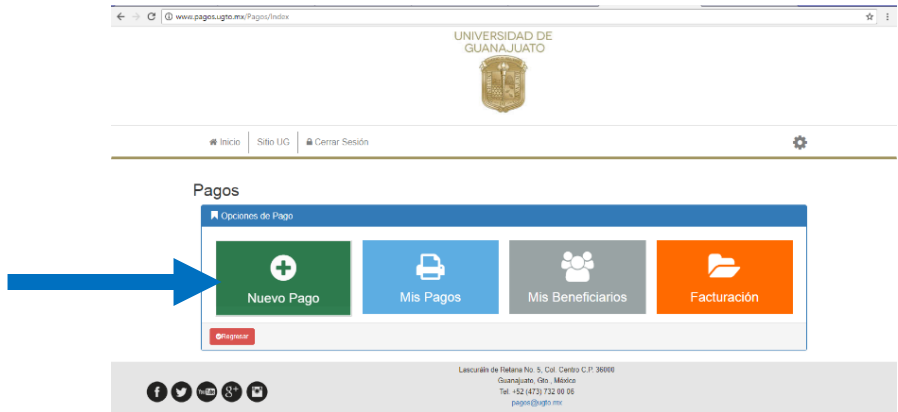 www.pagos.ugto.mx/Pagos/Index
UNIVERSIDAD DE
GUANAJUATO
Inicio
Sitio UG
Cerrar Sesión
Pagos
Opciones de Pago
Nuevo Pago
Mis Pagos
Mis Beneficiarios
Facturación
Regresar
Lascuráin de Retana No. 5, Col. Centro C.P. 36000
Guanajuato, Gto., México
Tel. +52 (473) 732 00 06
pagos@ugto.mx